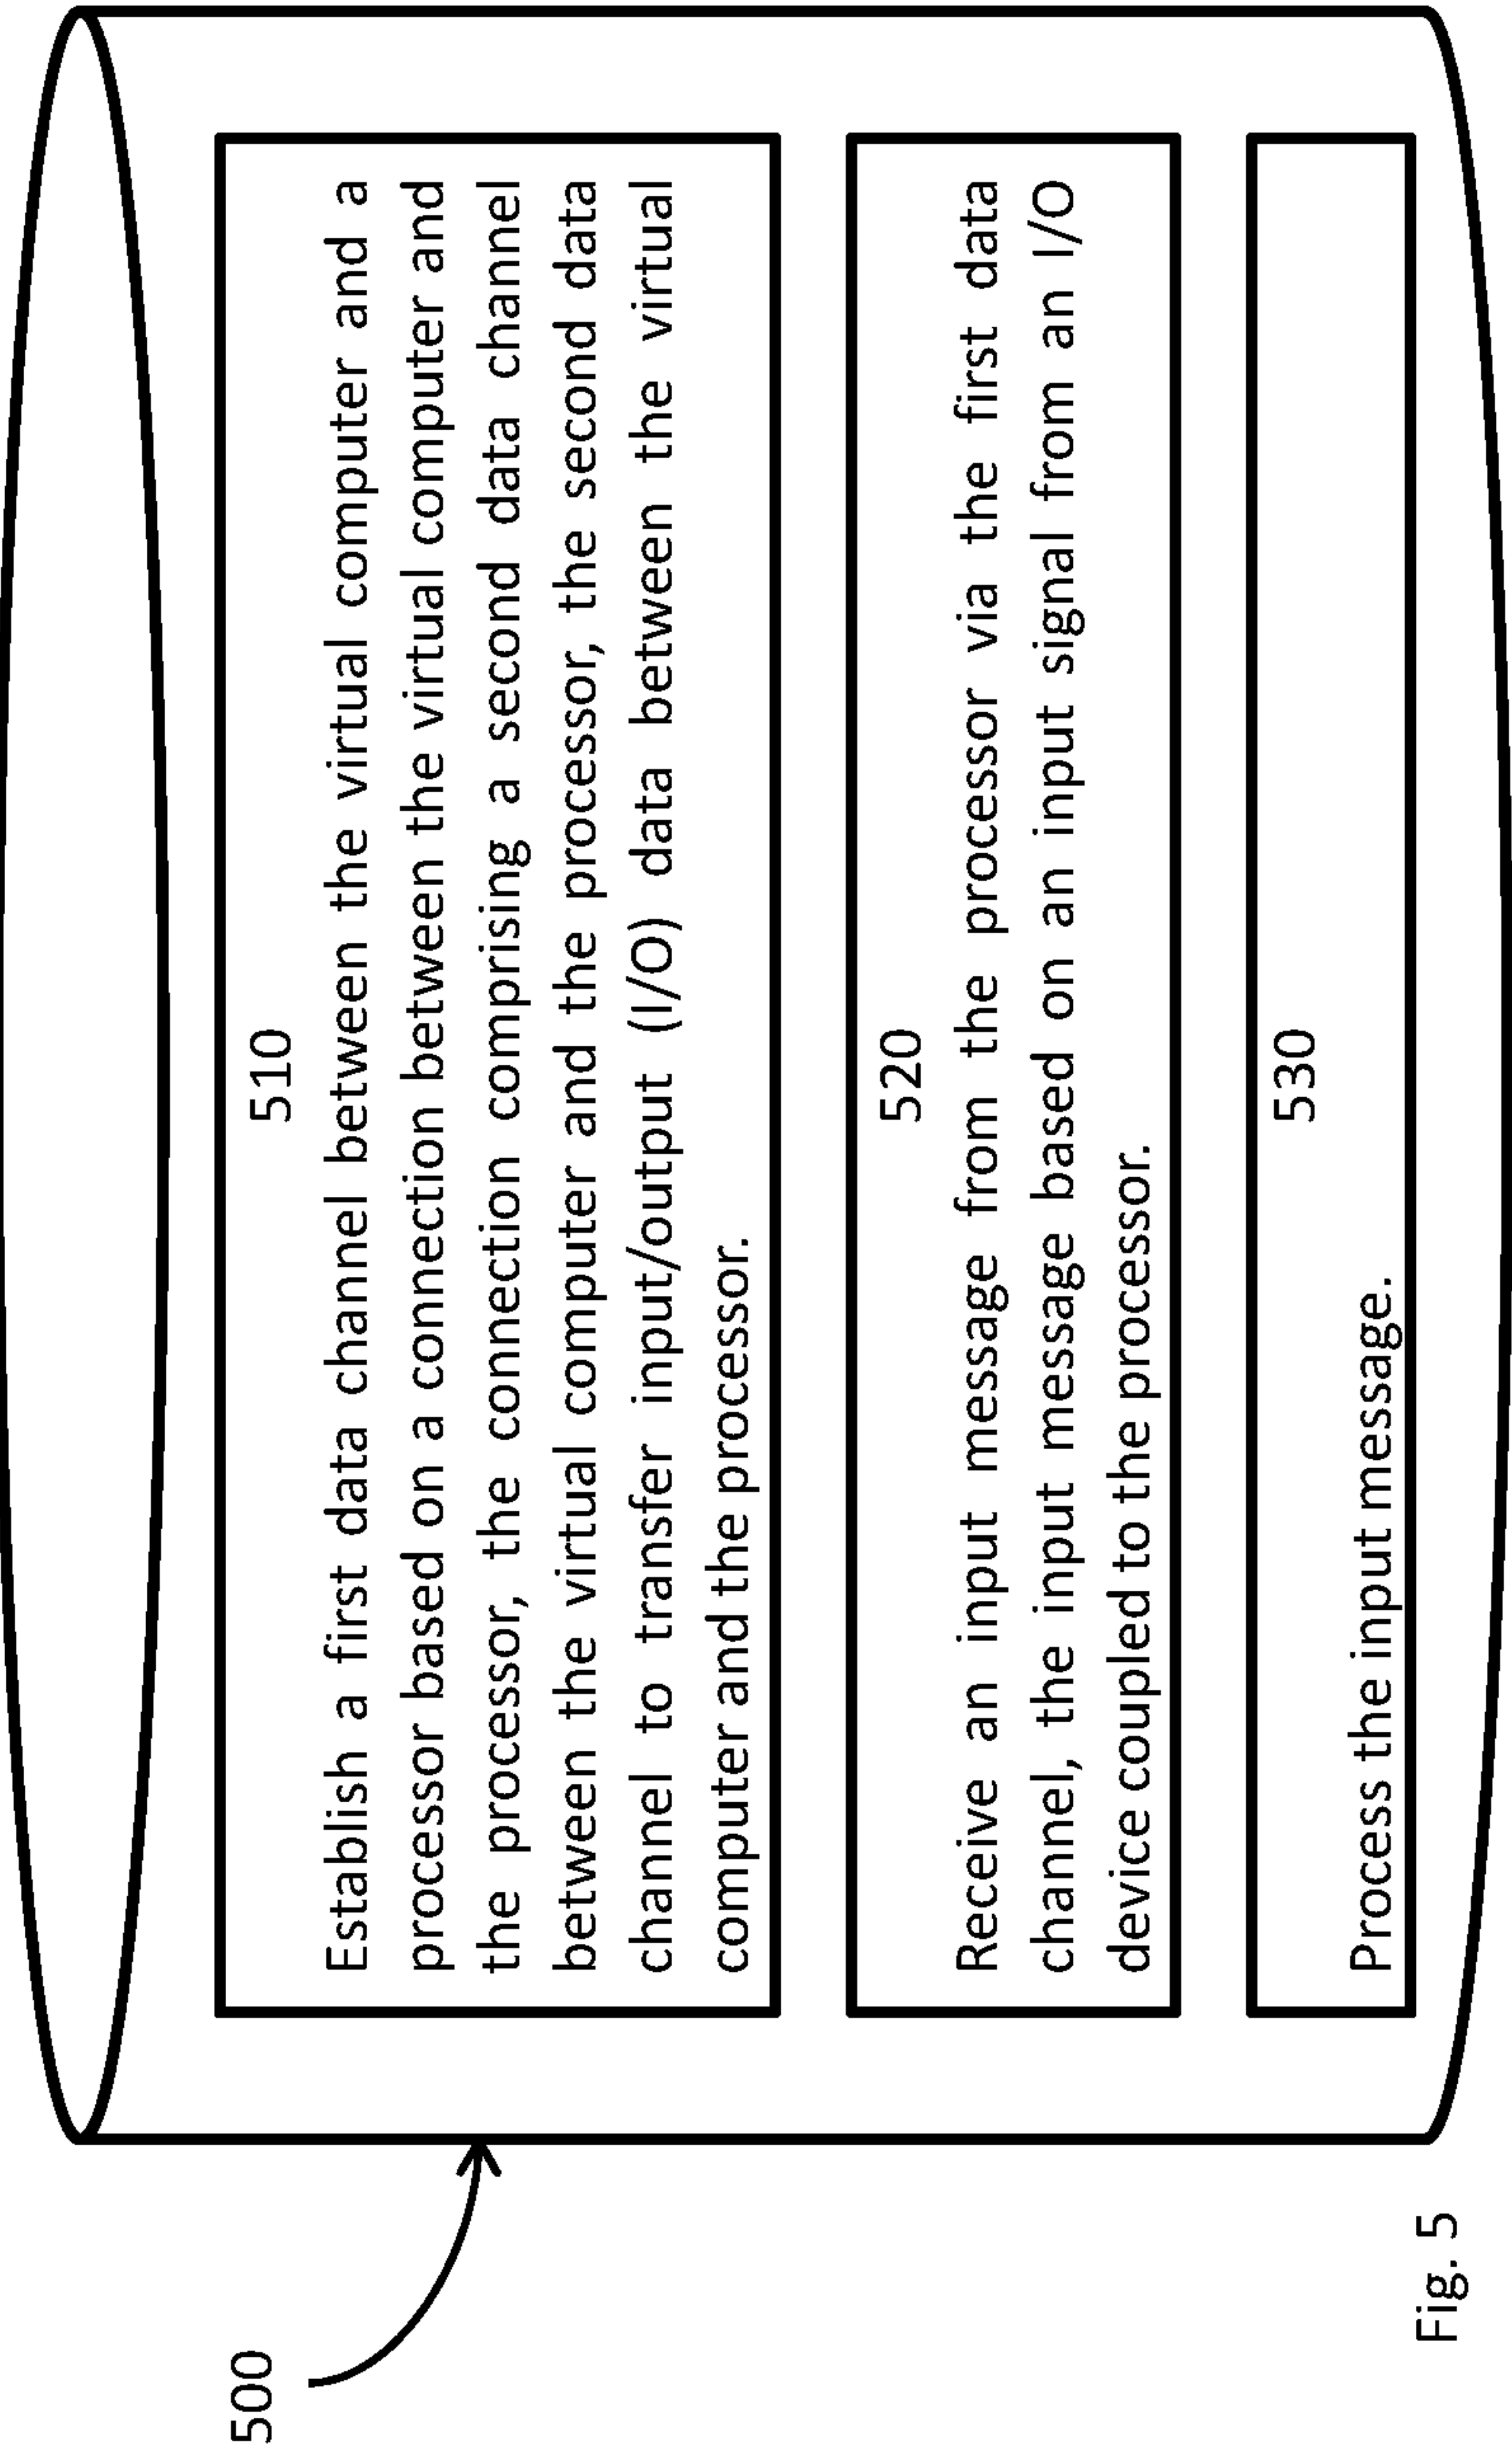 500
510
Establish a first data channel between the virtual computer and a
processor based on a connection between the virtual computer and
the processor, the connection comprising a second data channel
between the virtual computer and the processor, the second data
channel to transfer input/output (I/O) data between the virtual
computer and the processor.
520
Receive an input message from the processor via the first data
channel, the input message based on an input signal from an I/O
device coupled to the processor.
530
Process the input message.
Fig. 5